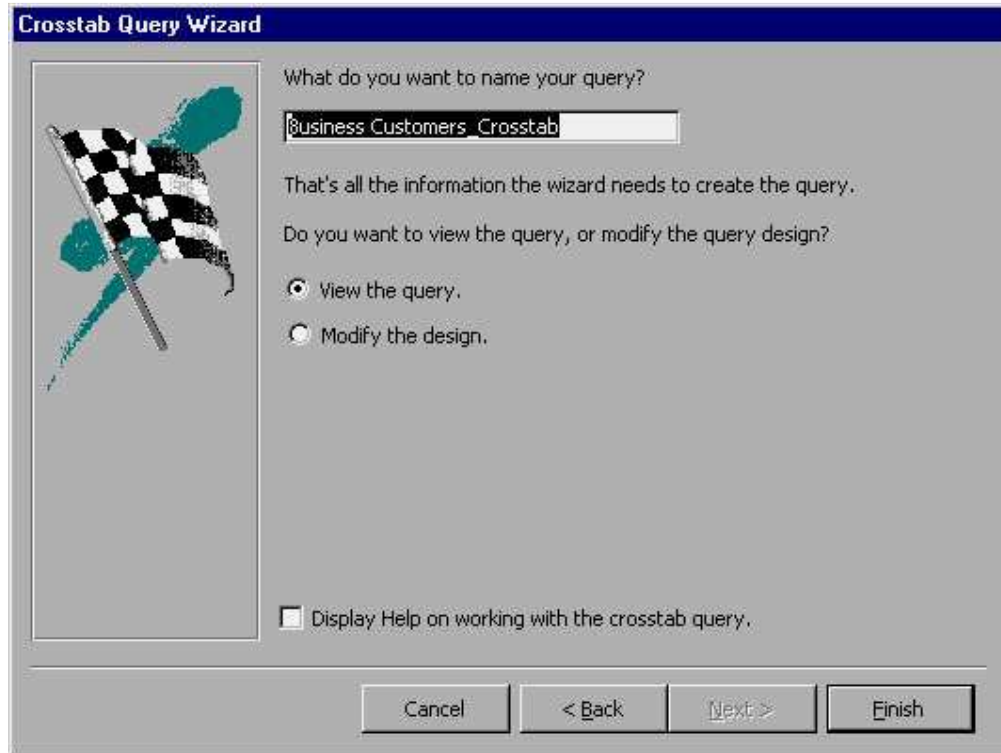 Crosstab Query Wizard
What do you want to name your query?
Business Customers_Crosstab
That's all the information the wizard needs to create the query.
Do you want to view the query, or modify the query design?
View the query.
Modify the design.
Display Help on working with the crosstab query.
Cancel < Back Next > Finish